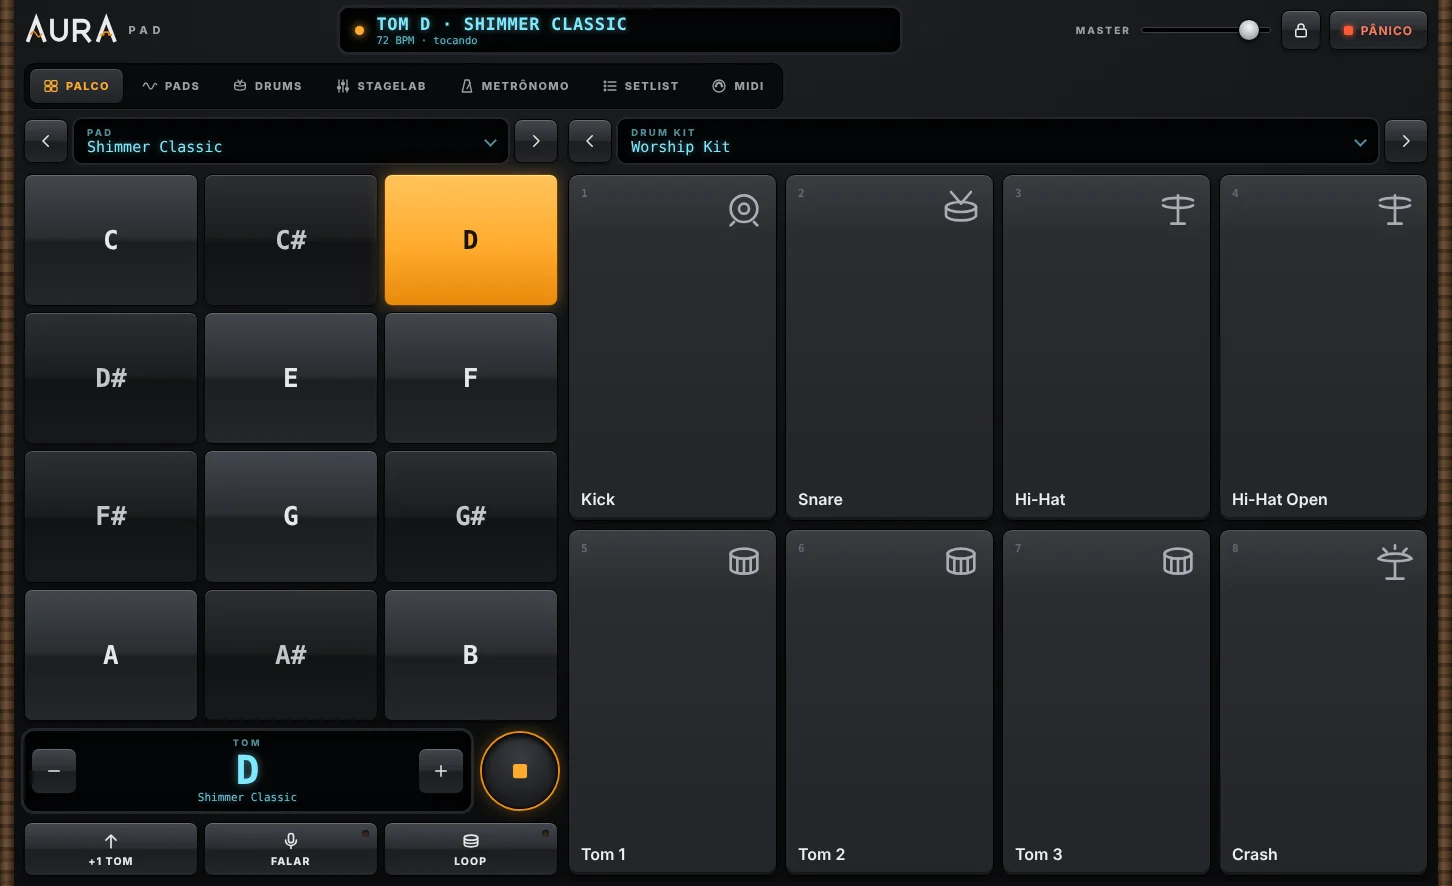 AURA PAD
TOM D · SHIMMER CLASSIC
72 BPM · tocando
MASTER
PÂNICO
PALCO
PADS
DRUMS
STAGELAB
METRÔNOMO
SETLIST
MIDI
PAD
Shimmer Classic
DRUM KIT
Worship Kit
C
C#
D
D#
E
F
F#
G
G#
A
A#
B
TOM
−
D
+
Shimmer Classic
+1 TOM
FALAR
LOOP
1
Kick
2
Snare
3
Hi-Hat
4
Hi-Hat Open
5
Tom 1
6
Tom 2
7
Tom 3
8
Crash